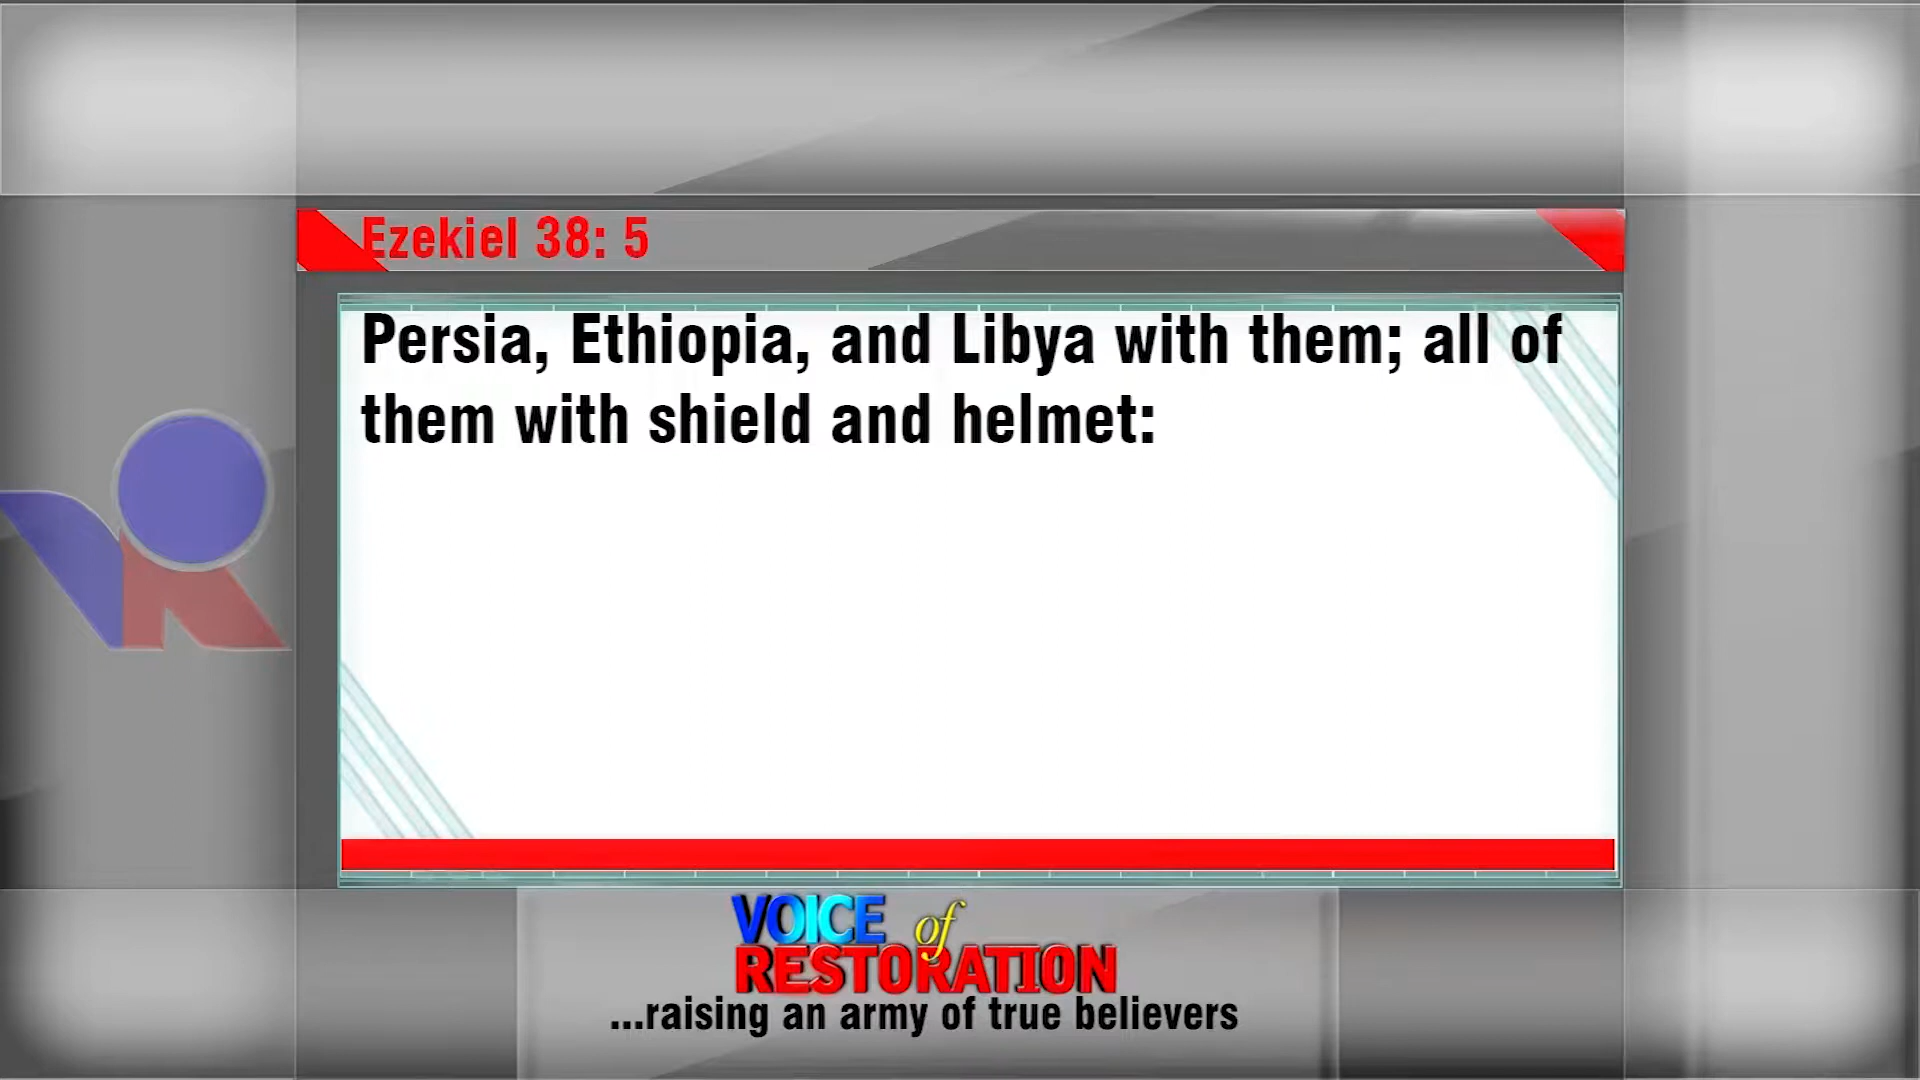 Ezekiel 38: 5
Persia, Ethiopia, and Libya with them; all of
them with shield and helmet:
VOICE of
RESTORATION
...raising an army of true believers